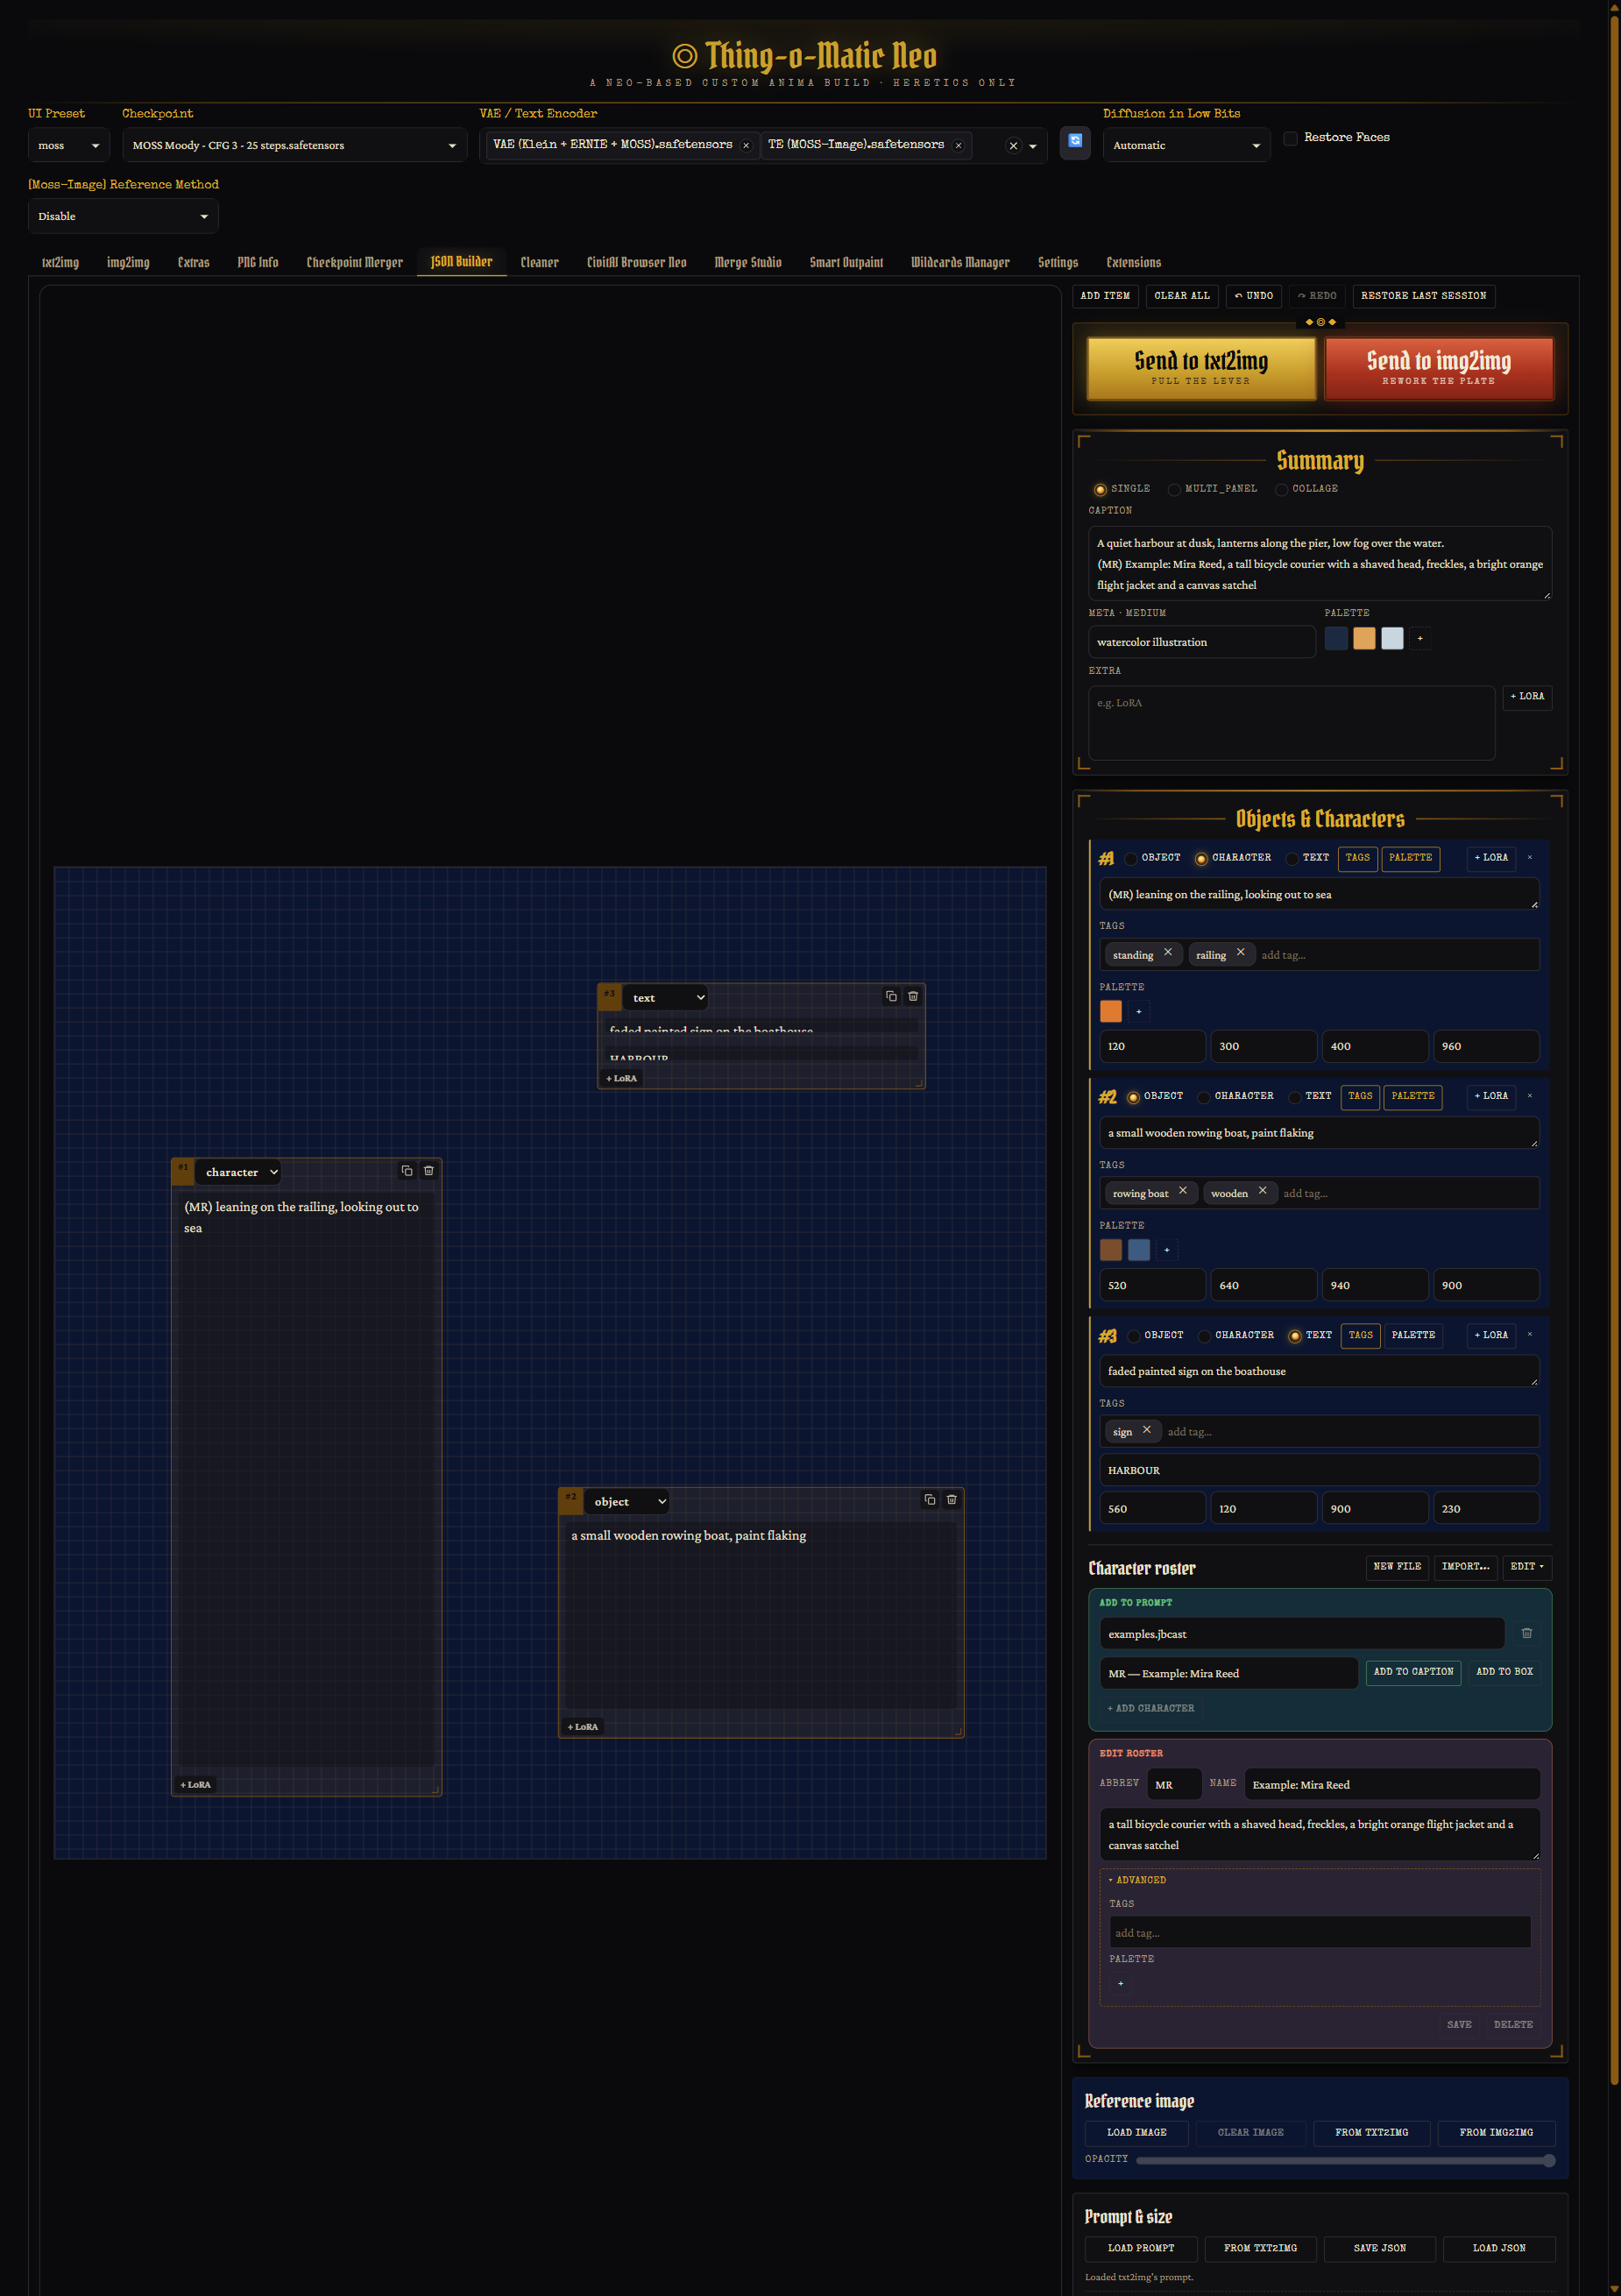 ◎ Thing-o-Matic Neo
A NEO-BASED CUSTOM ANIMA BUILD · HERETICS ONLY
UI Preset
Checkpoint
VAE / Text Encoder
Diffusion in Low Bits
moss
MOSS Moody - CFG 3 - 25 steps.safetensors
VAE (Klein + ERNIE + MOSS).safetensors
TE (MOSS-Image).safetensors
Automatic
Restore Faces
[Moss-Image] Reference Method
Disable
txt2img
img2img
Extras
PNG Info
Checkpoint Merger
JSON Builder
Cleaner
CivitAI Browser Neo
Merge Studio
Smart Outpaint
Wildcards Manager
Settings
Extensions
#3 text
faded painted sign on the boathouse
HARBOUR
+ LoRA
#1 character
(MR) leaning on the railing, looking out to
sea
+ LoRA
#2 object
a small wooden rowing boat, paint flaking
+ LoRA
ADD ITEM
CLEAR ALL
↶ UNDO
↷ REDO
RESTORE LAST SESSION
Send to txt2img
PULL THE LEVER
Send to img2img
REWORK THE PLATE
Summary
SINGLE
MULTI_PANEL
COLLAGE
CAPTION
A quiet harbour at dusk, lanterns along the pier, low fog over the water.
(MR) Example: Mira Reed, a tall bicycle courier with a shaved head, freckles, a bright orange
flight jacket and a canvas satchel
META · MEDIUM
PALETTE
watercolor illustration
+
EXTRA
e.g. LoRA
+ LORA
Objects & Characters
#1 OBJECT CHARACTER TEXT TAGS PALETTE + LORA ×
(MR) leaning on the railing, looking out to sea
TAGS
standing × railing × add tag...
PALETTE
+
120 300 400 960
#2 OBJECT CHARACTER TEXT TAGS PALETTE + LORA ×
a small wooden rowing boat, paint flaking
TAGS
rowing boat × wooden × add tag...
PALETTE
+
520 640 940 900
#3 OBJECT CHARACTER TEXT TAGS PALETTE + LORA ×
faded painted sign on the boathouse
TAGS
sign × add tag...
HARBOUR
560 120 900 230
Character roster
NEW FILE
IMPORT...
EDIT ▾
ADD TO PROMPT
examples.jbcast
MR — Example: Mira Reed
ADD TO CAPTION
ADD TO BOX
+ ADD CHARACTER
EDIT ROSTER
ABBREV MR NAME Example: Mira Reed
a tall bicycle courier with a shaved head, freckles, a bright orange flight jacket and a
canvas satchel
▾ ADVANCED
TAGS
add tag...
PALETTE
+
SAVE
DELETE
Reference image
LOAD IMAGE
CLEAR IMAGE
FROM TXT2IMG
FROM IMG2IMG
OPACITY
Prompt & size
LOAD PROMPT
FROM TXT2IMG
SAVE JSON
LOAD JSON
Loaded txt2img's prompt.